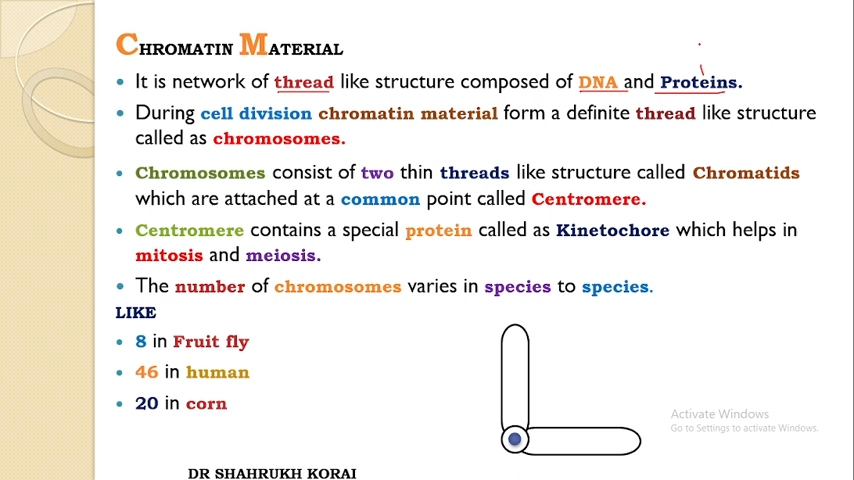 CHROMATIN MATERIAL
It is network of thread like structure composed of DNA and Proteins.
During cell division chromatin material form a definite thread like structure
called as chromosomes.
Chromosomes consist of two thin threads like structure called Chromatids
which are attached at a common point called Centromere.
Centromere contains a special protein called as Kinetochore which helps in
mitosis and meiosis.
The number of chromosomes varies in species to species.
LIKE
8 in Fruit fly
46 in human
20 in corn
Activate Windows
Go to Settings to activate Windows.
DR SHAHRUKH KORAI